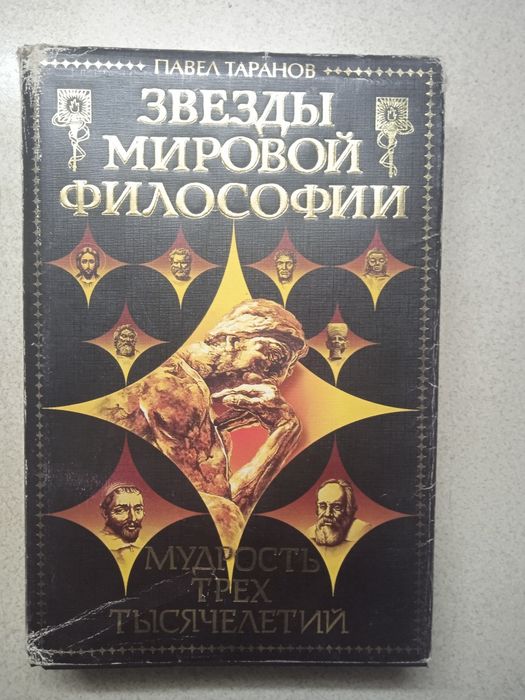 ПАВЕЛ ТАРАНОВ
ЗВЕЗДЫ
МИРОВОЙ
ФИЛОСОФИИ
МУДРОСТЬ
ТРЕХ
ТЫСЯЧЕЛЕТИЙ